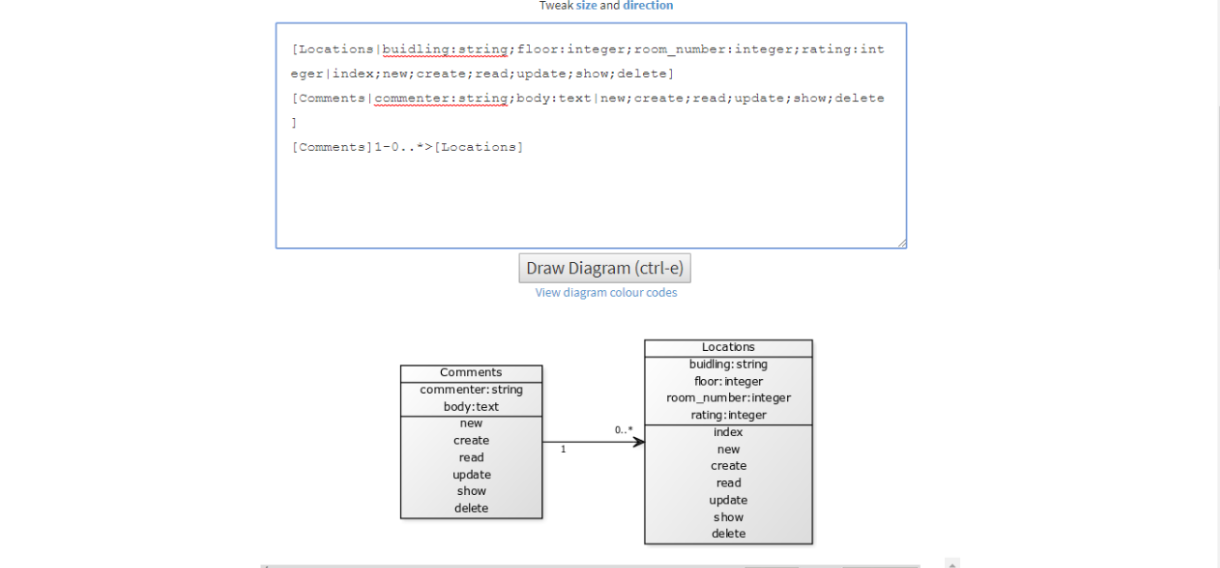 Tweak size and direction
[Locations|buidling:string;floor:integer;room_number:integer;rating:int
eger|index;new;create;read;update;show;delete]
[Comments|commenter:string;body:text|new;create;read;update;show;delete
]
[Comments]1-0..*>[Locations]
Draw Diagram (ctrl-e)
View diagram colour codes
Comments
commenter: string
body:text
new
create
read
update
show
delete
1
0..*
Locations
buidling: string
floor: integer
room_number: integer
rating: integer
index
new
create
read
update
show
delete